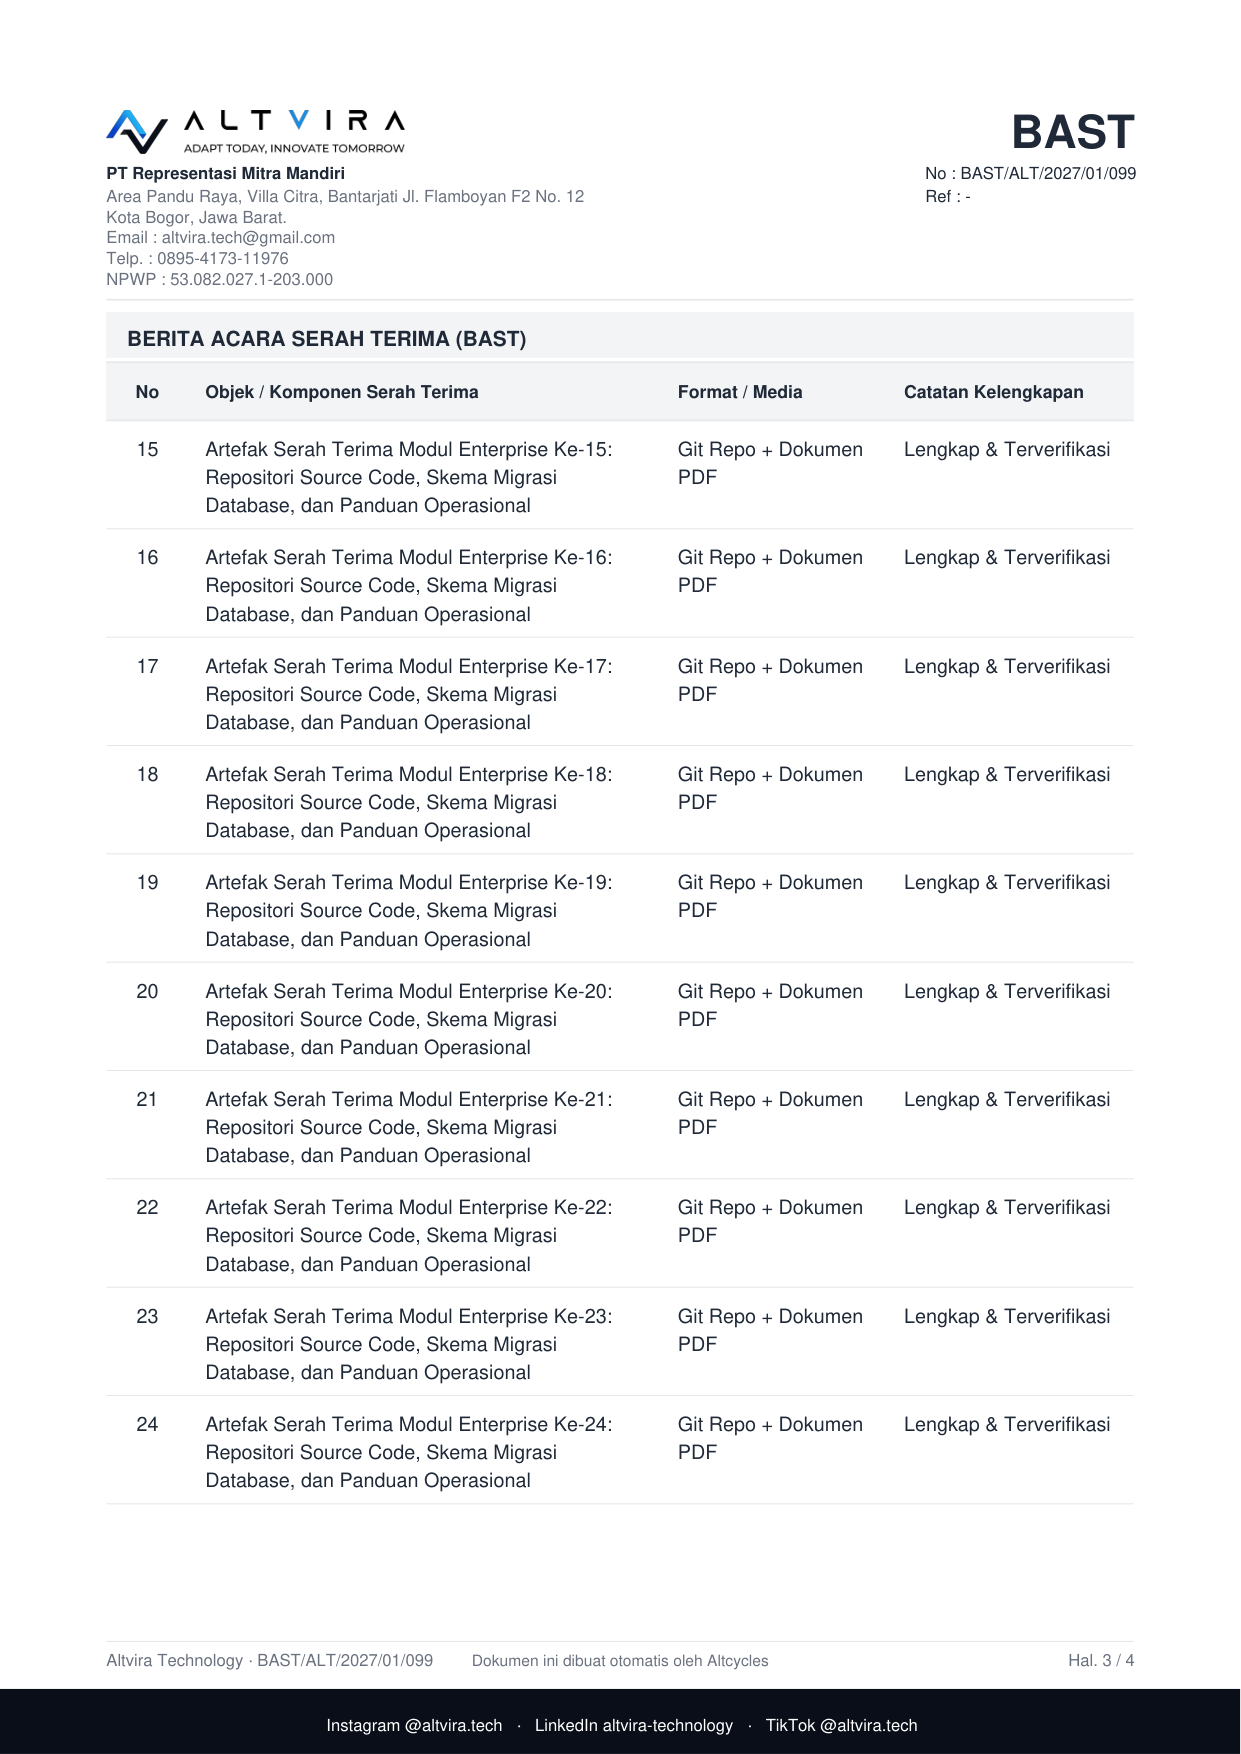 ALTVIRA
ADAPT TODAY, INNOVATE TOMORROW
BAST
PT Representasi Mitra Mandiri
No : BAST/ALT/2027/01/099
Area Pandu Raya, Villa Citra, Bantarjati Jl. Flamboyan F2 No. 12
Ref : -
Kota Bogor, Jawa Barat.
Email : altvira.tech@gmail.com
Telp. : 0895-4173-11976
NPWP : 53.082.027.1-203.000
BERITA ACARA SERAH TERIMA (BAST)
No Objek / Komponen Serah Terima Format / Media Catatan Kelengkapan
15 Artefak Serah Terima Modul Enterprise Ke-15: Git Repo + Dokumen Lengkap & Terverifikasi
Repositori Source Code, Skema Migrasi PDF
Database, dan Panduan Operasional
16 Artefak Serah Terima Modul Enterprise Ke-16: Git Repo + Dokumen Lengkap & Terverifikasi
Repositori Source Code, Skema Migrasi PDF
Database, dan Panduan Operasional
17 Artefak Serah Terima Modul Enterprise Ke-17: Git Repo + Dokumen Lengkap & Terverifikasi
Repositori Source Code, Skema Migrasi PDF
Database, dan Panduan Operasional
18 Artefak Serah Terima Modul Enterprise Ke-18: Git Repo + Dokumen Lengkap & Terverifikasi
Repositori Source Code, Skema Migrasi PDF
Database, dan Panduan Operasional
19 Artefak Serah Terima Modul Enterprise Ke-19: Git Repo + Dokumen Lengkap & Terverifikasi
Repositori Source Code, Skema Migrasi PDF
Database, dan Panduan Operasional
20 Artefak Serah Terima Modul Enterprise Ke-20: Git Repo + Dokumen Lengkap & Terverifikasi
Repositori Source Code, Skema Migrasi PDF
Database, dan Panduan Operasional
21 Artefak Serah Terima Modul Enterprise Ke-21: Git Repo + Dokumen Lengkap & Terverifikasi
Repositori Source Code, Skema Migrasi PDF
Database, dan Panduan Operasional
22 Artefak Serah Terima Modul Enterprise Ke-22: Git Repo + Dokumen Lengkap & Terverifikasi
Repositori Source Code, Skema Migrasi PDF
Database, dan Panduan Operasional
23 Artefak Serah Terima Modul Enterprise Ke-23: Git Repo + Dokumen Lengkap & Terverifikasi
Repositori Source Code, Skema Migrasi PDF
Database, dan Panduan Operasional
24 Artefak Serah Terima Modul Enterprise Ke-24: Git Repo + Dokumen Lengkap & Terverifikasi
Repositori Source Code, Skema Migrasi PDF
Database, dan Panduan Operasional
Altvira Technology · BAST/ALT/2027/01/099 Dokumen ini dibuat otomatis oleh Altcycles Hal. 3 / 4
Instagram @altvira.tech · LinkedIn altvira-technology · TikTok @altvira.tech